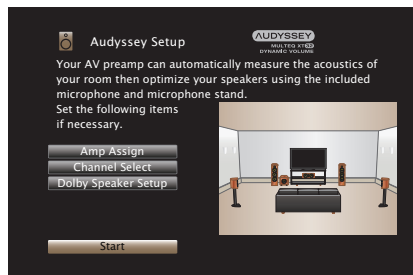 Audyssey Setup
AUDYSSEY
MULTEQ XT32
DYNAMIC VOLUME
Your AV preamp can automatically measure the acoustics of
your room then optimize your speakers using the included
microphone and microphone stand.
Set the following items
if necessary.
Amp Assign
Channel Select
Dolby Speaker Setup
Start